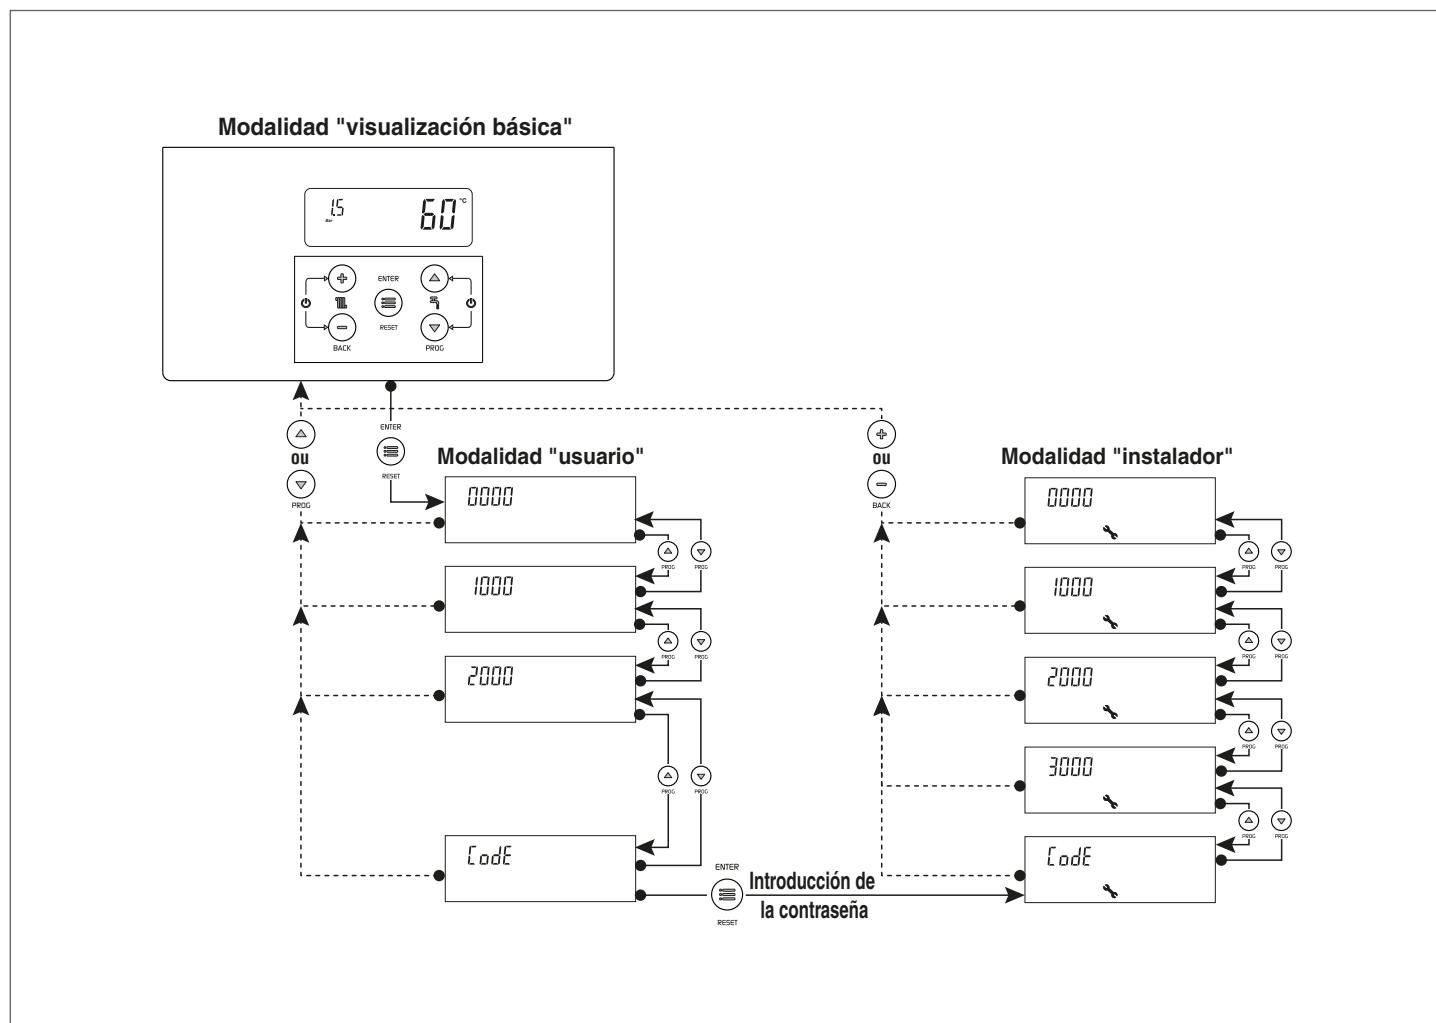 Modalidad "visualización básica"
1.5
Bar
60 °C
ENTER
RESET
BACK
PROG
ENTER
RESET
ou
PROG
ou
BACK
Modalidad "usuario"
Modalidad "instalador"
0000
0000
PROG
PROG
PROG
PROG
1000
1000
PROG
PROG
PROG
PROG
2000
2000
PROG
PROG
3000
PROG
PROG
PROG
PROG
CodE
CodE
ENTER
RESET
Introducción de
la contraseña